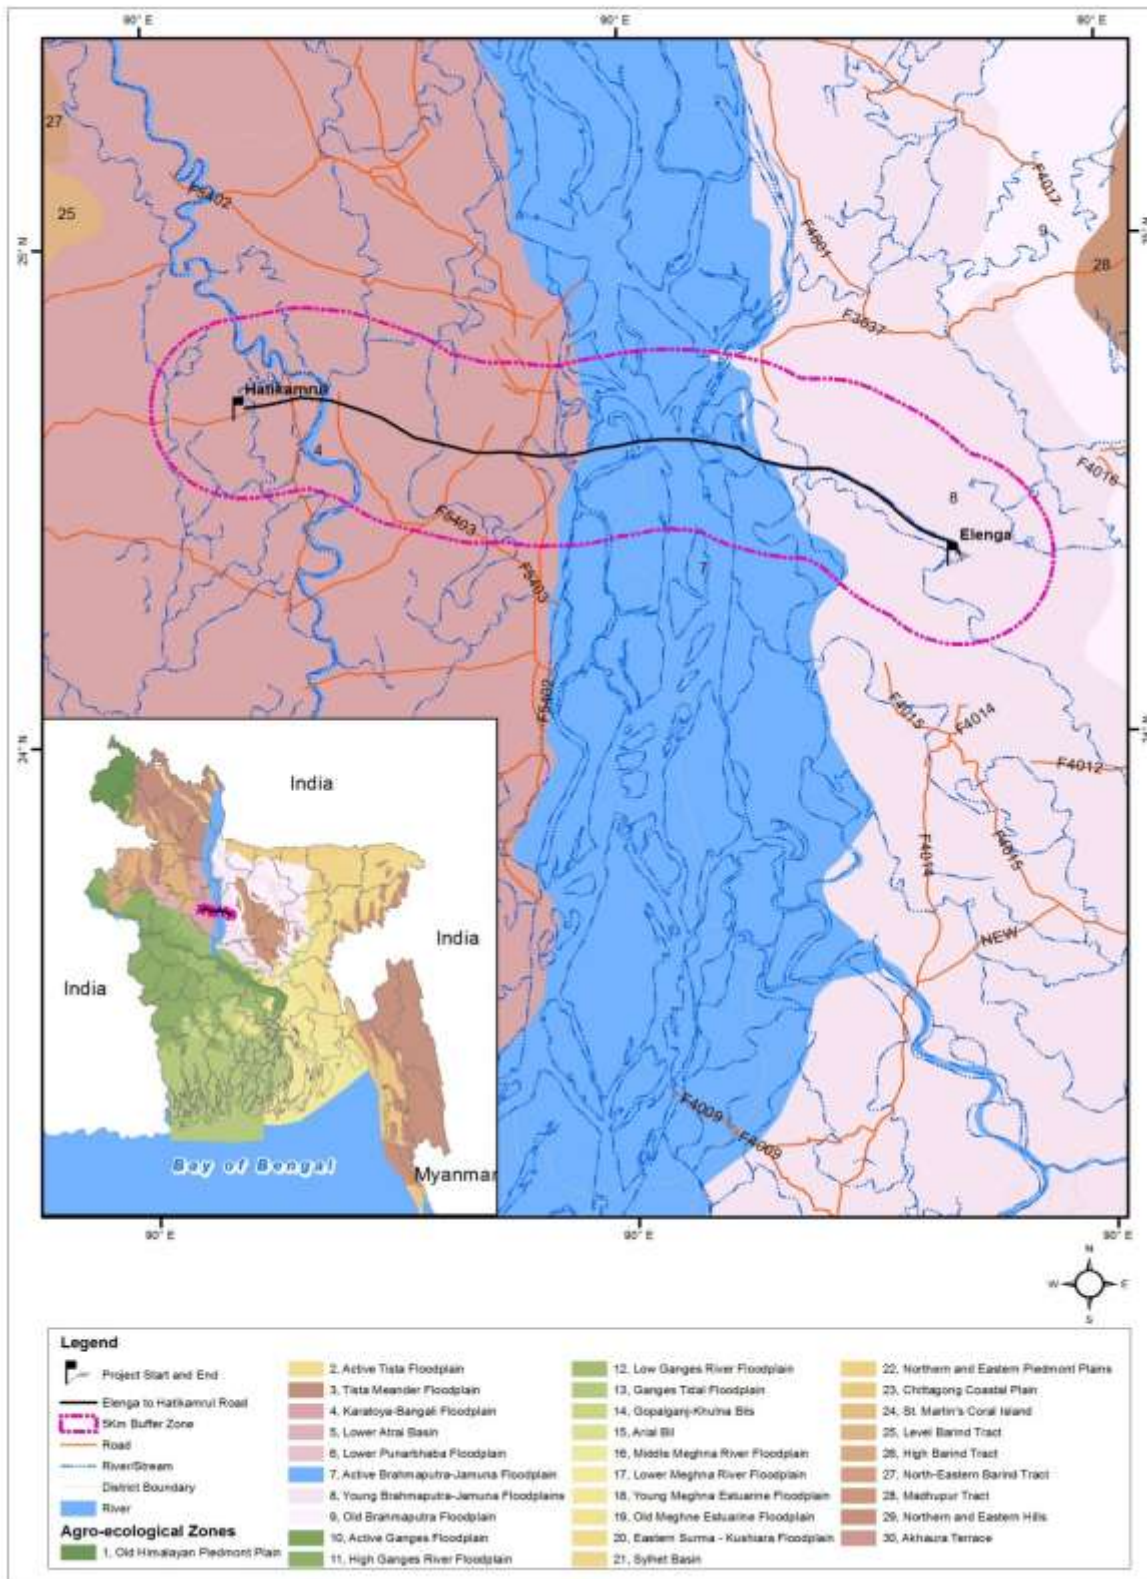 90° E 90° E 90° E
27
25
F5402
F4017
9
F4601
28
25° N
F3637
Hatikamrul
4
F4016
8
F5403
Elenga
7
F5403
F5402
F4015
F4014
24° N
F4012
India
F4014
F4015
India
NEW
India
F4009
F4009
Bay of Bengal
Myanmar
90° E 90° E 90° E
N
W E
S
Legend
Project Start and End
Elenga to Hatikamrul Road
5Km Buffer Zone
Road
River/Stream
District Boundary
River
Agro-ecological Zones
1, Old Himalayan Piedmont Plain
2, Active Tista Floodplain
3, Tista Meander Floodplain
4, Karatoya-Bangali Floodplain
5, Lower Atrai Basin
6, Lower Punarbhaba Floodplain
7, Active Brahmaputra-Jamuna Floodplain
8, Young Brahmaputra-Jamuna Floodplains
9, Old Brahmaputra Floodplain
10, Active Ganges Floodplain
11, High Ganges River Floodplain
12, Low Ganges River Floodplain
13, Ganges Tidal Floodplain
14, Gopalganj-Khulna Bils
15, Arial Bil
16, Middle Meghna River Floodplain
17, Lower Meghna River Floodplain
18, Young Meghna Estuarine Floodplain
19, Old Meghne Estuarine Floodplain
20, Eastern Surma - Kushiara Floodplain
21, Sylhet Basin
22, Northern and Eastern Piedmont Plains
23, Chittagong Coastal Plain
24, St. Martin's Coral Island
25, Level Barind Tract
26, High Barind Tract
27, North-Eastern Barind Tract
28, Madhupur Tract
29, Northern and Eastern Hills
30, Akhaura Terrace